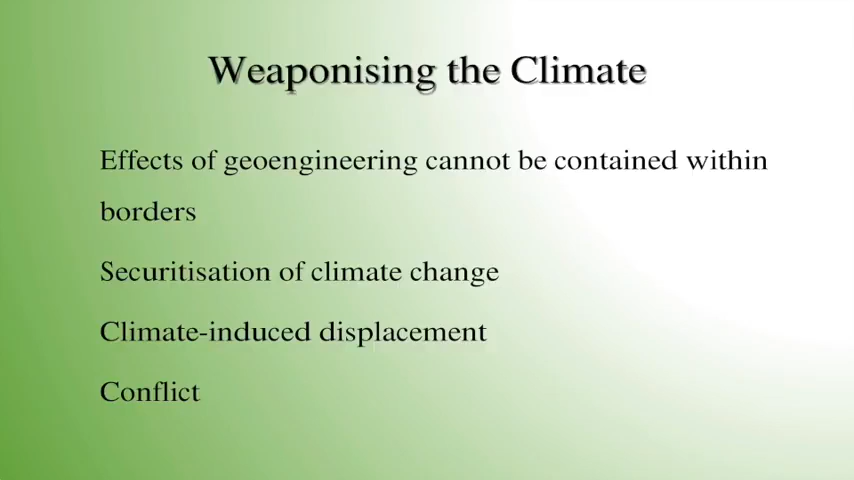 Weaponising the Climate
Effects of geoengineering cannot be contained within
borders
Securitisation of climate change
Climate-induced displacement
Conflict